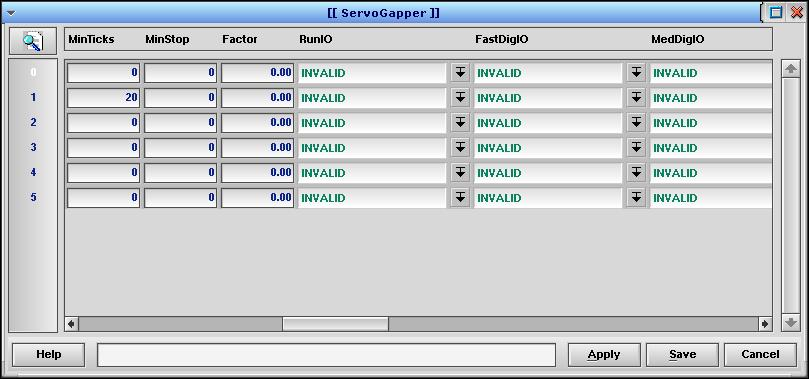 [[ ServoGapper ]]
MinTicks MinStop Factor RunIO FastDigIO MedDigIO
0 0 0 0.00 INVALID INVALID INVALID
1 20 0 0.00 INVALID INVALID INVALID
2 0 0 0.00 INVALID INVALID INVALID
3 0 0 0.00 INVALID INVALID INVALID
4 0 0 0.00 INVALID INVALID INVALID
5 0 0 0.00 INVALID INVALID INVALID
Help Apply Save Cancel